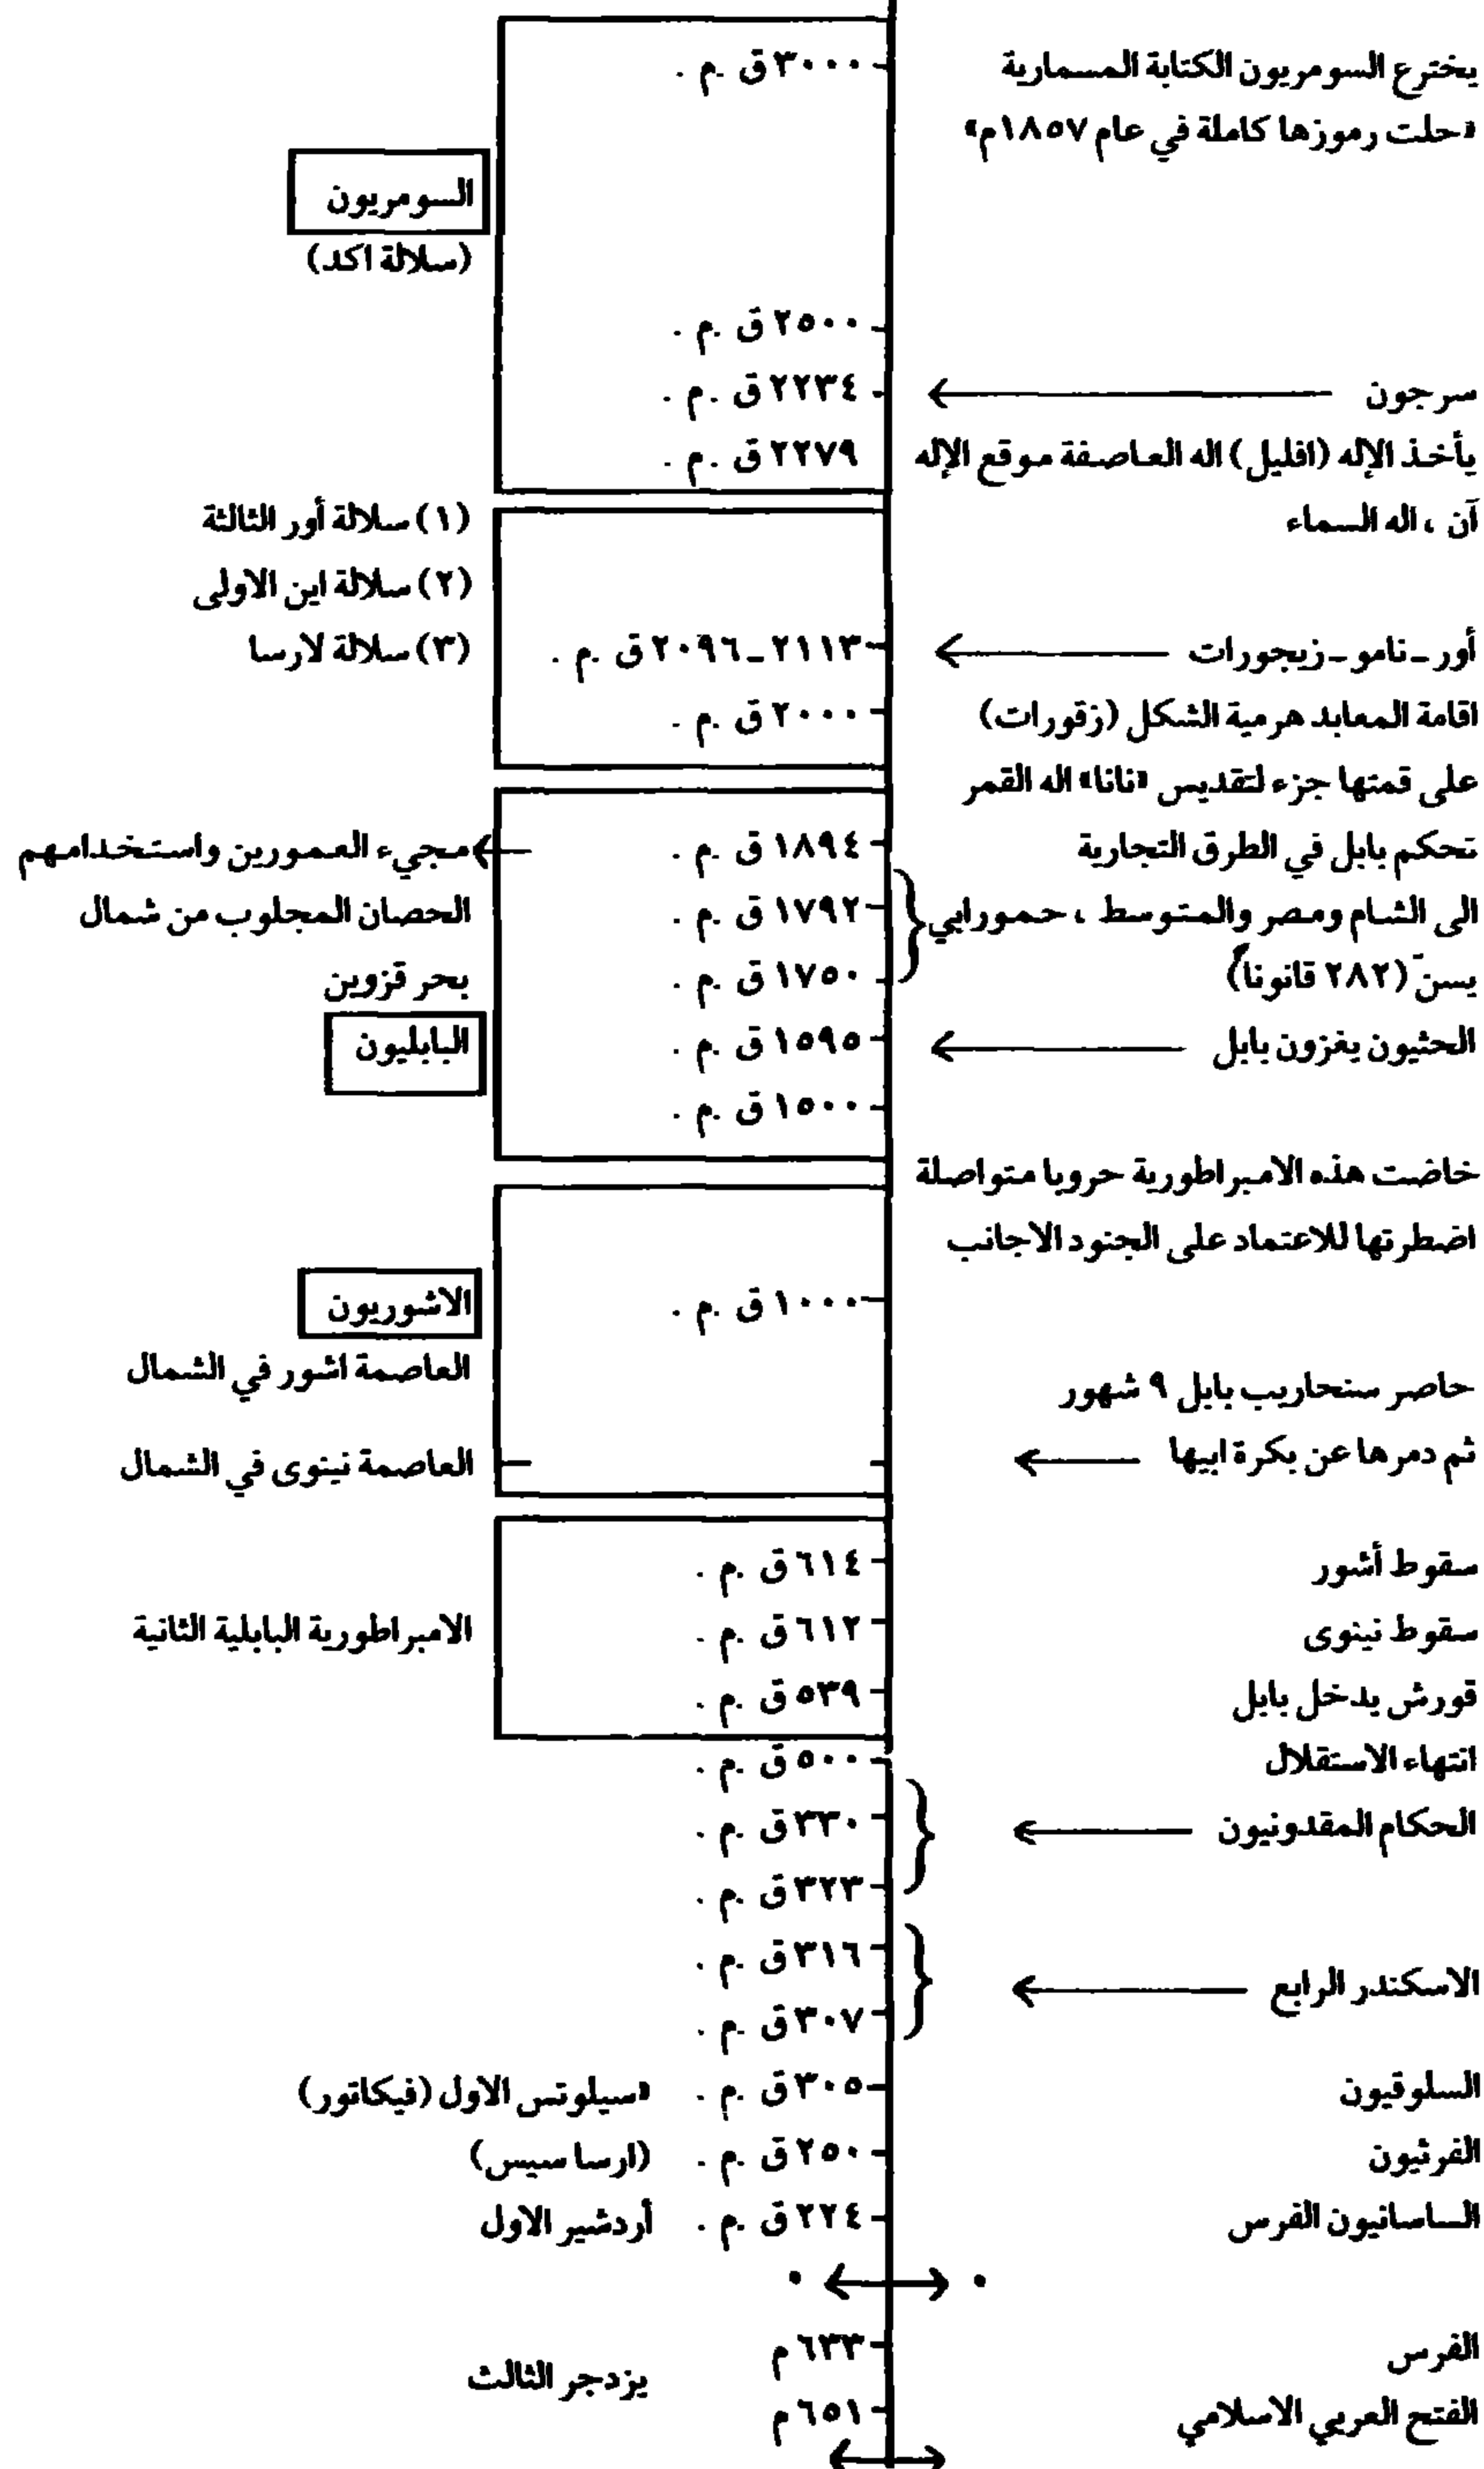 يخترع السومريون الكتابة المسمارية ٣٠٠٠ ق .م .
«حلت رموزها كاملة في عام ١٨٥٧م»
السومريون
(سلالة اكد)
٢٥٠٠ ق .م .
سرجون ٢٢٣٤ ق .م .
يأخذ الإله (افليل) اله العاصفة موقع الإله ٢٢٧٩ ق .م .
آن ، اله السماء (١) سلالة أور الثالثة
(٢) سلالة اين الاولى
أور ـ نامو ـ زيجورات ٢١١٣ـ٢٠٩٦ ق .م . (٣) سلالة لارسا
اقامة المعابد هرمية الشكل (زقورات) ٢٠٠٠ ق .م .
على قمتها جزء لتقديس «نانا» اله القمر
تحكم بابل في الطرق التجارية ١٨٩٤ ق .م . مجيء العمورين واستخدامهم
الى الشام ومصر والمتوسط ، حمورابي ١٧٩٢ ق .م . الحصان المجلوب من شمال
يسنّ (٢٨٢ قانوناً) ١٧٥٠ ق .م . بحر قزوين
الحثيون يغزون بابل ١٥٩٥ ق .م . البابليون
١٥٠٠ ق .م .
خاضت هذه الامبراطورية حروبا متواصلة
اضطرتها للاعتماد على الجنود الاجانب
١٠٠٠ ق .م . الاشوريون
العاصمة اشور في الشمال
حاصر سنحاريب بابل ٩ شهور
ثم دمرها عن بكرة ابيها العاصمة نينوى في الشمال
سقوط أشور ٦١٤ ق .م .
سقوط نينوى ٦١٢ ق .م . الامبراطورية البابلية الثانية
قورش يدخل بابل ٥٣٩ ق .م .
انتهاء الاستقلال ٥٠٠ ق .م .
الحكام المقدونيون ٣٣٠ ق .م .
٣٢٣ ق .م .
٣١٦ ق .م .
الاسكندر الرابع
٣٠٧ ق .م .
السلوقيون ٣٠٥ ق .م . «سيلوتس الاول (فيكاتور)
الفرثيون ٢٥٠ ق .م . (ارسا سيس)
الساسانيون الفرس ٢٢٤ ق .م . أردشير الاول
الفرس ٦٣٣ م
يزدجر الثالث
الفتح العربي الاسلامي ٦٥١ م